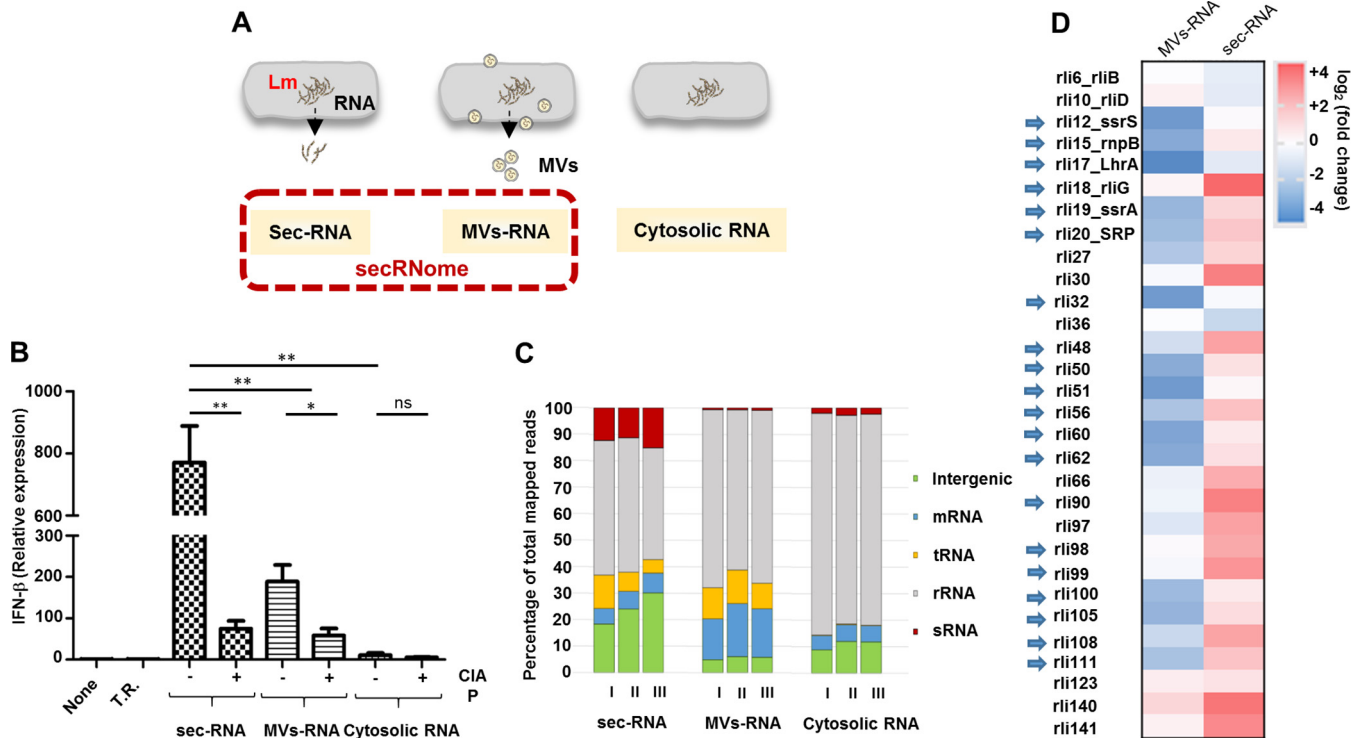 A
Lm
RNA
MVs
Sec-RNA
MVs-RNA
Cytosolic RNA
secRNome
B
IFN-β (Relative expression)
1000
800
600
300
200
100
0
**
**
**
*
ns
None
T.R.
- + - + - + CIA
P
sec-RNA MVs-RNA Cytosolic RNA
C
Percentage of total mapped reads
100
90
80
70
60
50
40
30
20
10
0
I II III I II III I II III
sec-RNA MVs-RNA Cytosolic RNA
Intergenic
mRNA
tRNA
rRNA
sRNA
D
MVs-RNA
sec-RNA
rli6_rliB
rli10_rliD
rli12_ssrS
rli15_rnpB
rli17_LhrA
rli18_rliG
rli19_ssrA
rli20_SRP
rli27
rli30
rli32
rli36
rli48
rli50
rli51
rli56
rli60
rli62
rli66
rli90
rli97
rli98
rli99
rli100
rli105
rli108
rli111
rli123
rli140
rli141
+4
+2
0
-2
-4
log2 (fold change)